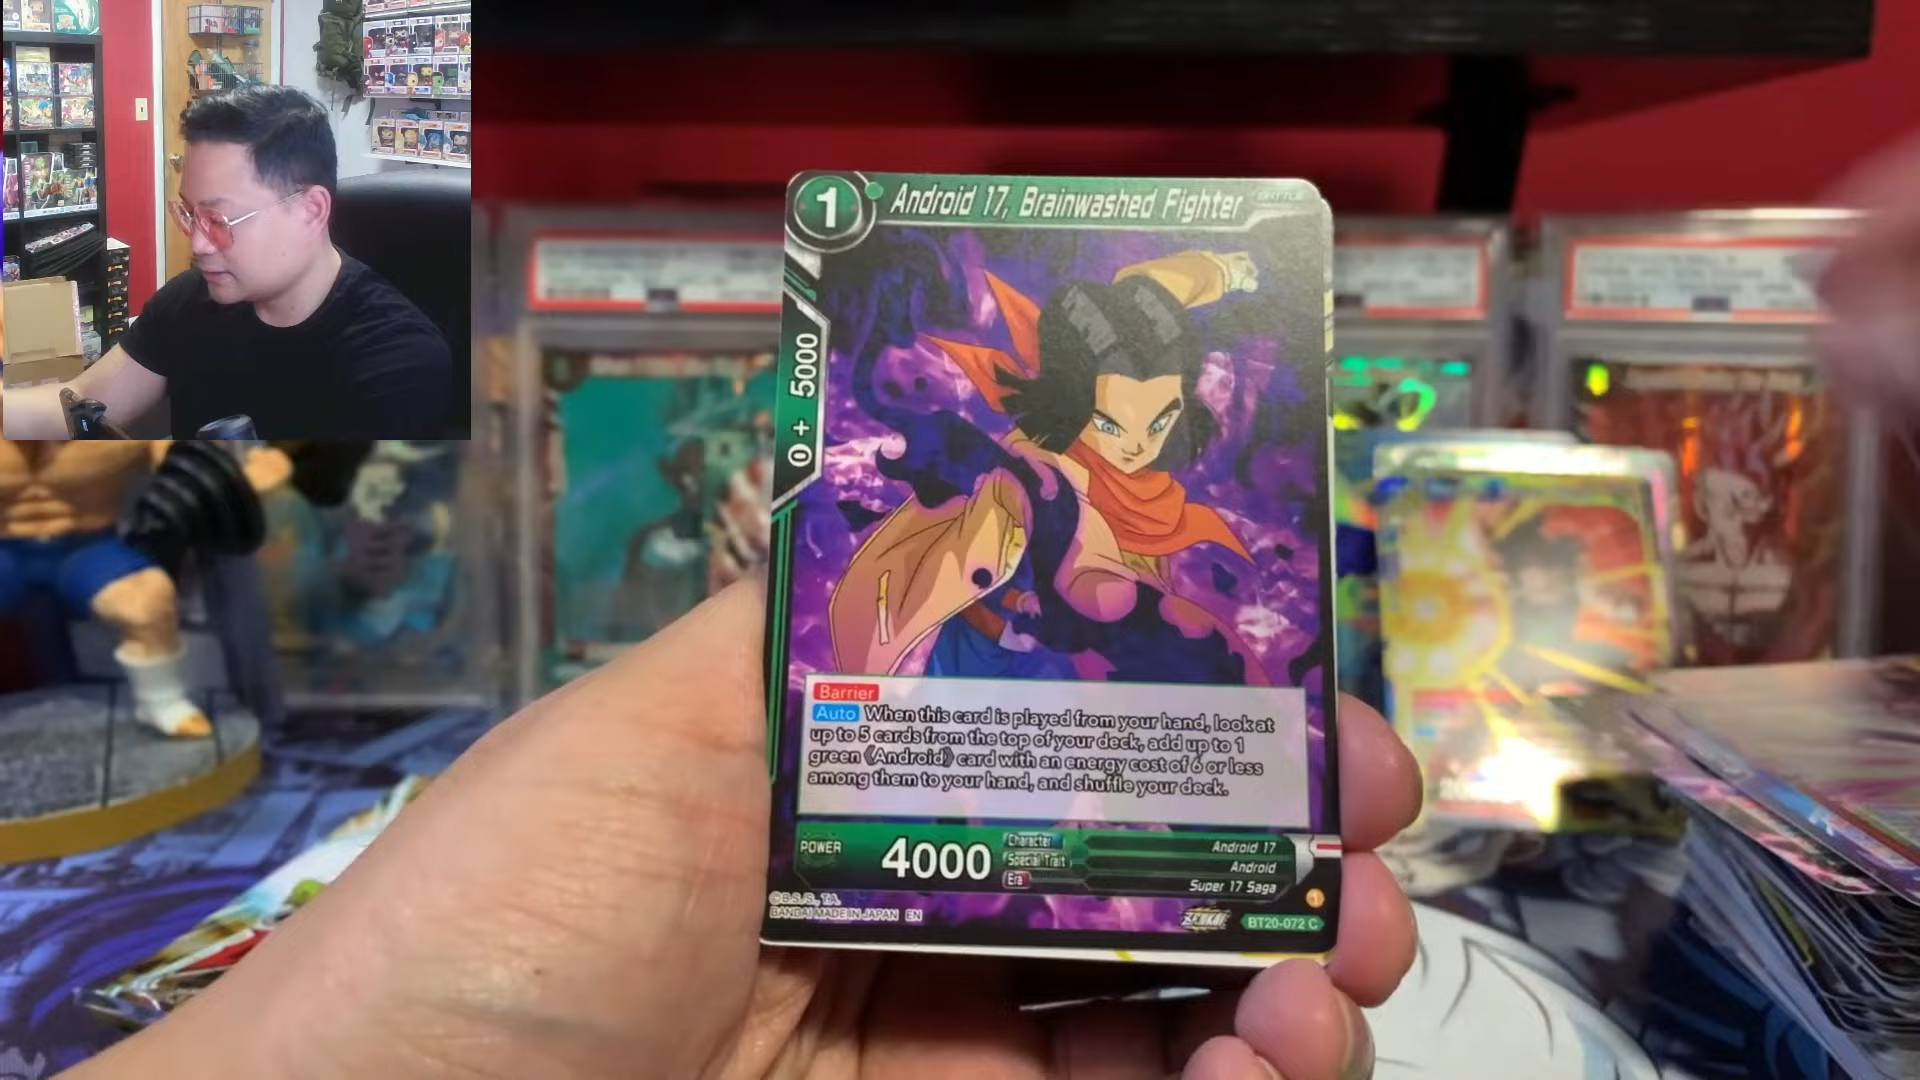 1 Android 17, Brainwashed Fighter BATTLE
0 + 5000
Barrier
Auto When this card is played from your hand, look at
up to 5 cards from the top of your deck, add up to 1
green 《Android》 card with an energy cost of 6 or less
among them to your hand, and shuffle your deck.
POWER 4000
Character Android 17
Special Trait Android
Era Super 17 Saga
©B.S./S., T.A.
BANDAI MADE IN JAPAN EN
ZENKAI
1
BT20-072 C